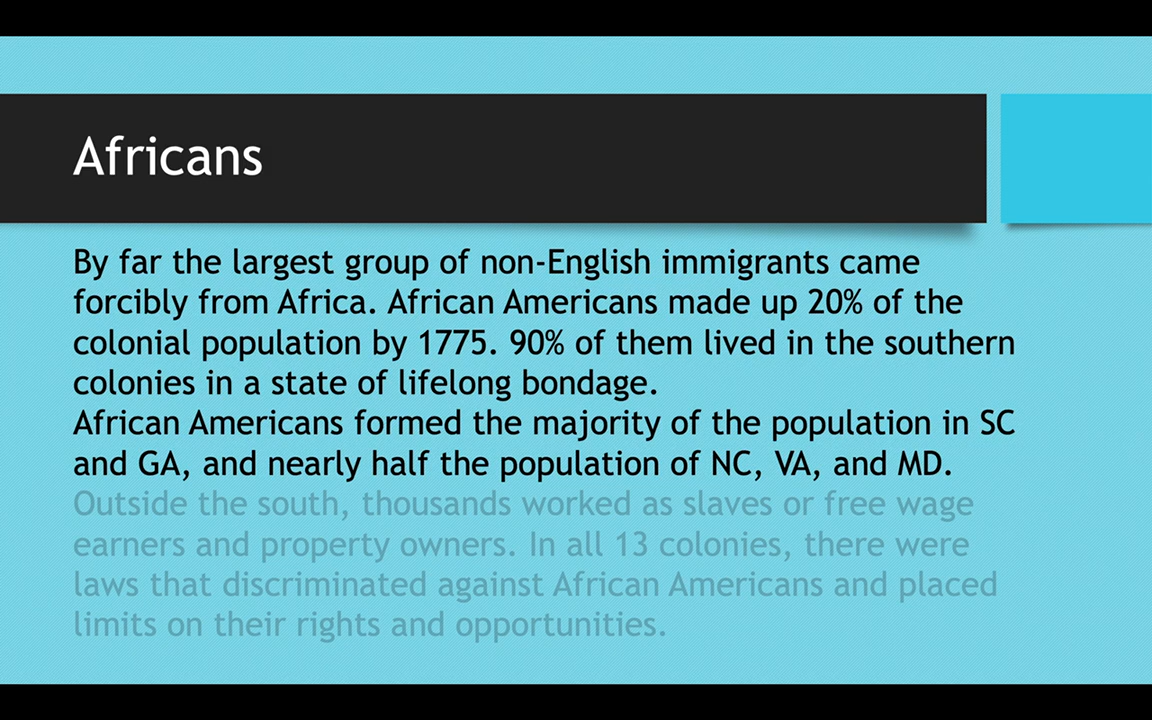 Africans
By far the largest group of non-English immigrants came
forcibly from Africa. African Americans made up 20% of the
colonial population by 1775. 90% of them lived in the southern
colonies in a state of lifelong bondage.
African Americans formed the majority of the population in SC
and GA, and nearly half the population of NC, VA, and MD.
Outside the south, thousands worked as slaves or free wage
earners and property owners. In all 13 colonies, there were
laws that discriminated against African Americans and placed
limits on their rights and opportunities.